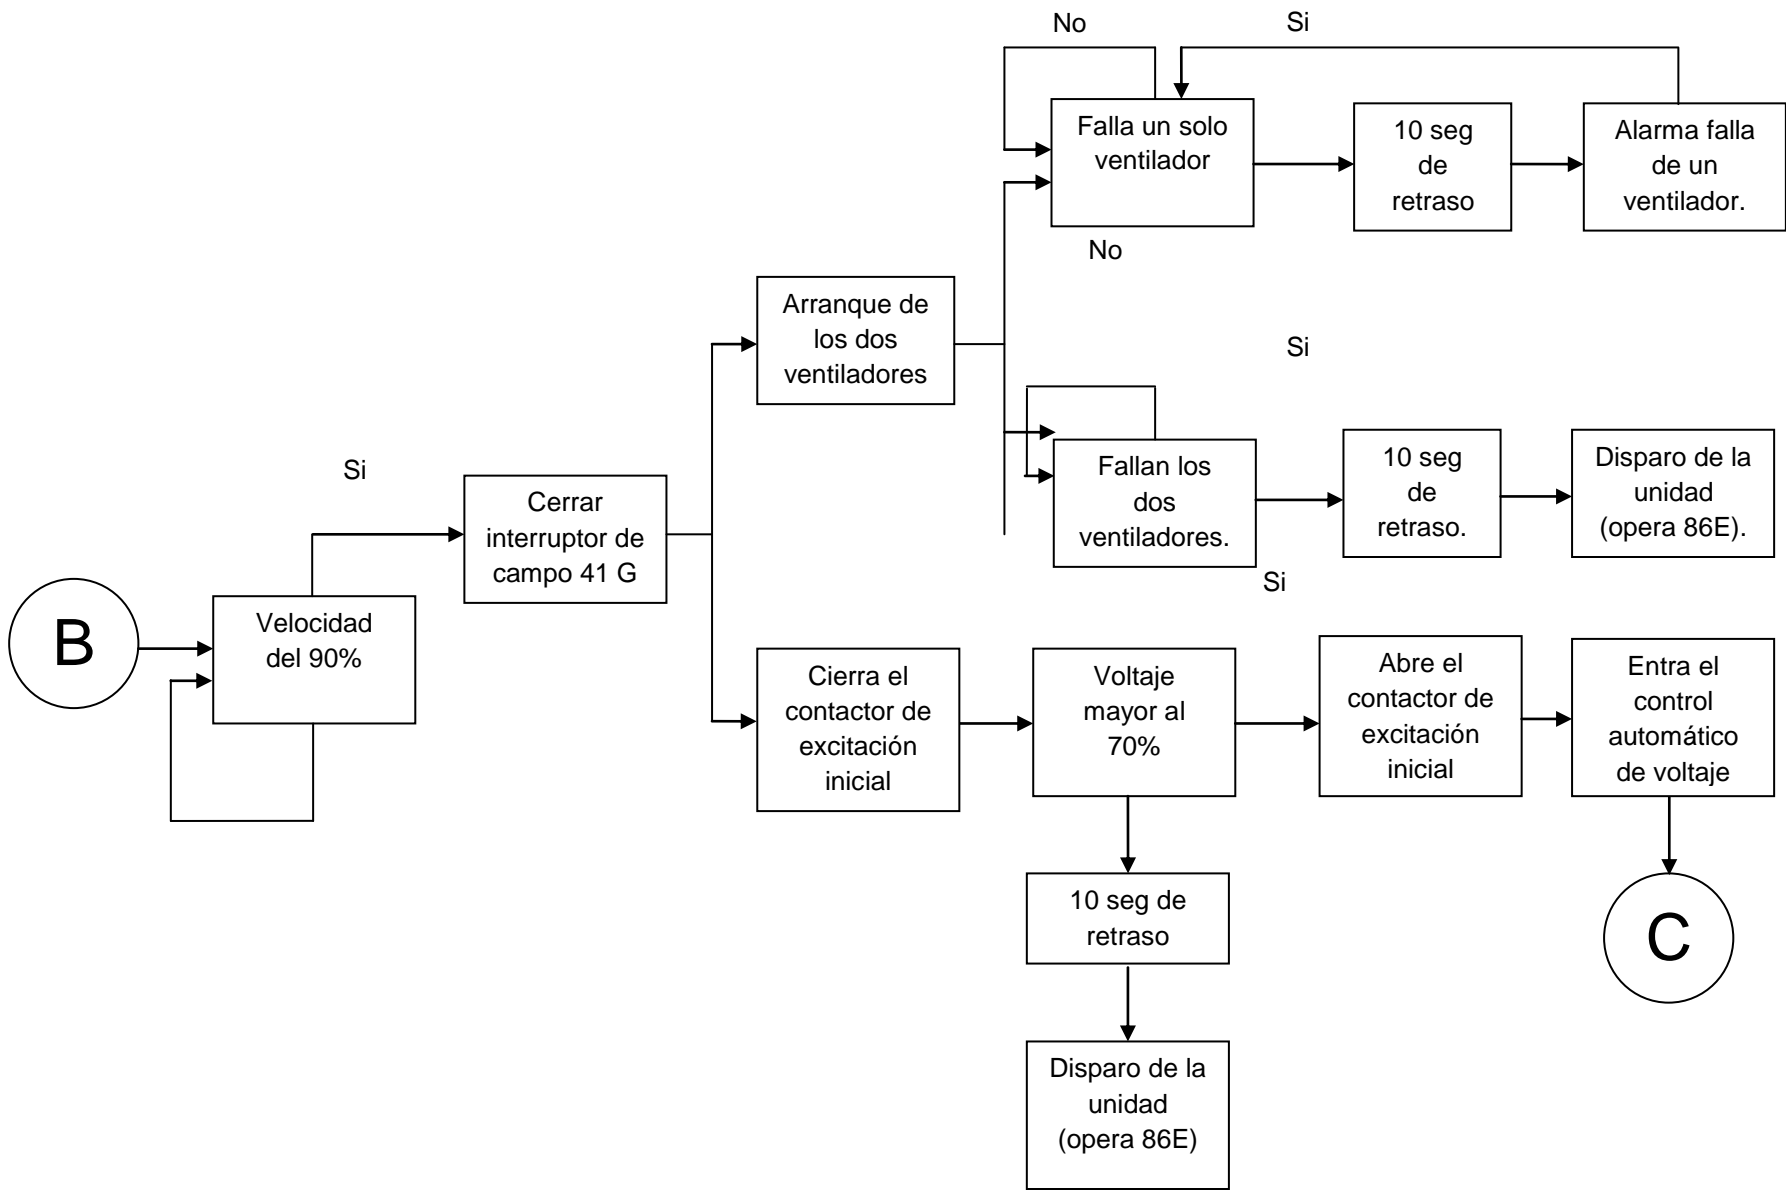 No
Si
Falla un solo
ventilador
10 seg
de
retraso
Alarma falla
de un
ventilador.
No
Arranque de
los dos
ventiladores
Si
Fallan los
dos
ventiladores.
10 seg
de
retraso.
Disparo de la
unidad
(opera 86E).
Si
Si
Cerrar
interruptor de
campo 41 G
B
Velocidad
del 90%
Cierra el
contactor de
excitación
inicial
Voltaje
mayor al
70%
Abre el
contactor de
excitación
inicial
Entra el
control
automático
de voltaje
10 seg de
retraso
C
Disparo de la
unidad
(opera 86E)